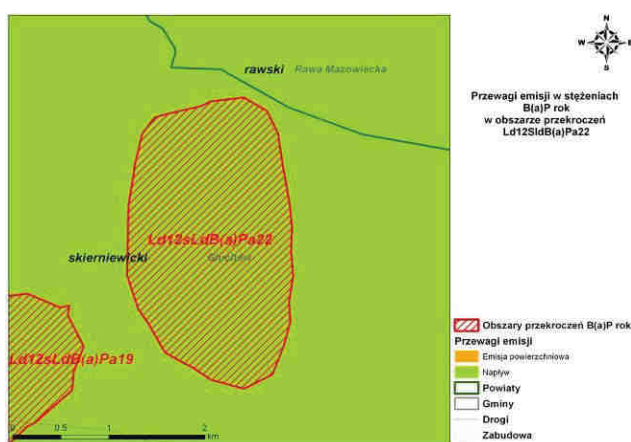 rawski Rawa Mazowiecka
Ld12sLdB(a)Pa22
skierniewicki
Głuchów
Ld12sLdB(a)Pa19
0 0.5 1 2
km
N
W E
S
Przewagi emisji w stężeniach
B(a)P rok
w obszarze przekroczeń
Ld12SldB(a)Pa22
Obszary przekroczeń B(a)P rok
Przewagi emisji
Emisja powierzchniowa
Napływ
Powiaty
Gminy
Drogi
Zabudowa